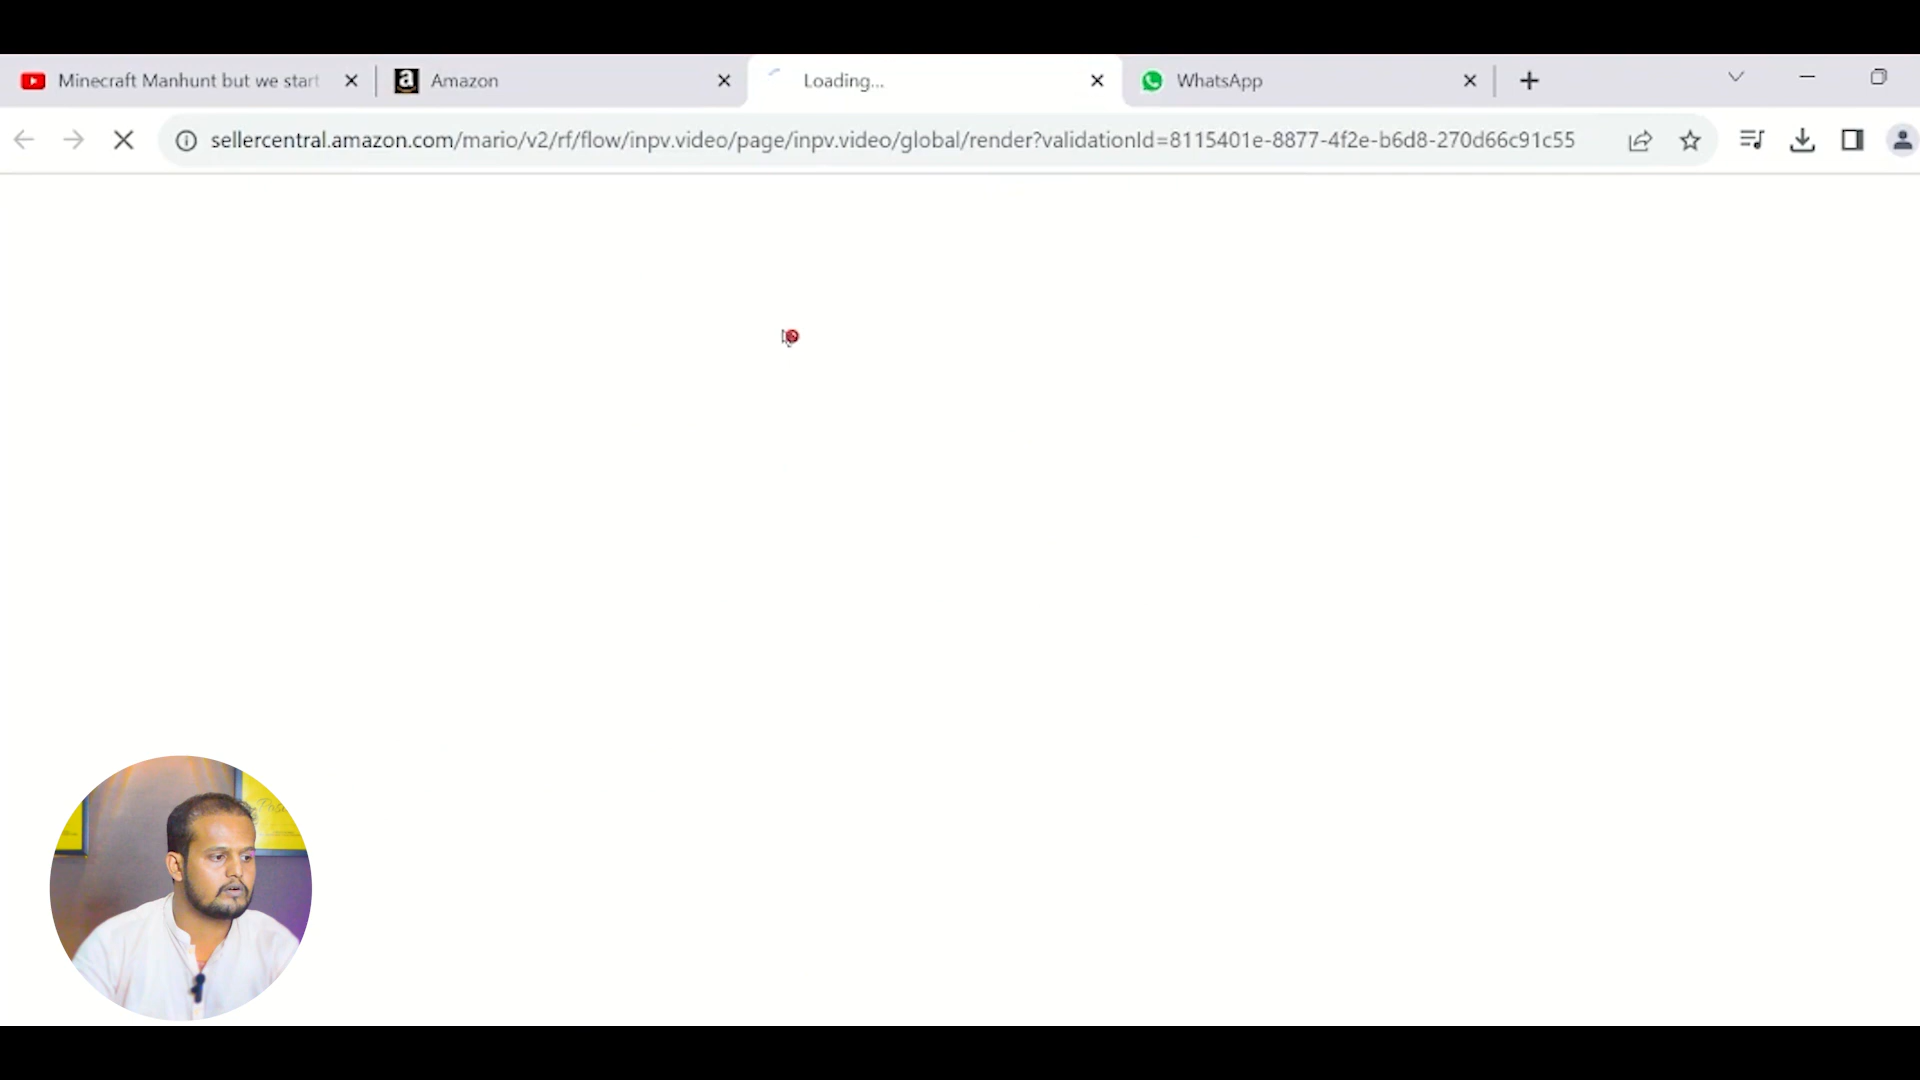 Minecraft Manhunt but we start
Amazon
Loading...
WhatsApp
sellercentral.amazon.com/mario/v2/rf/flow/inpv.video/page/inpv.video/global/render?validationId=8115401e-8877-4f2e-b6d8-270d66c91c55